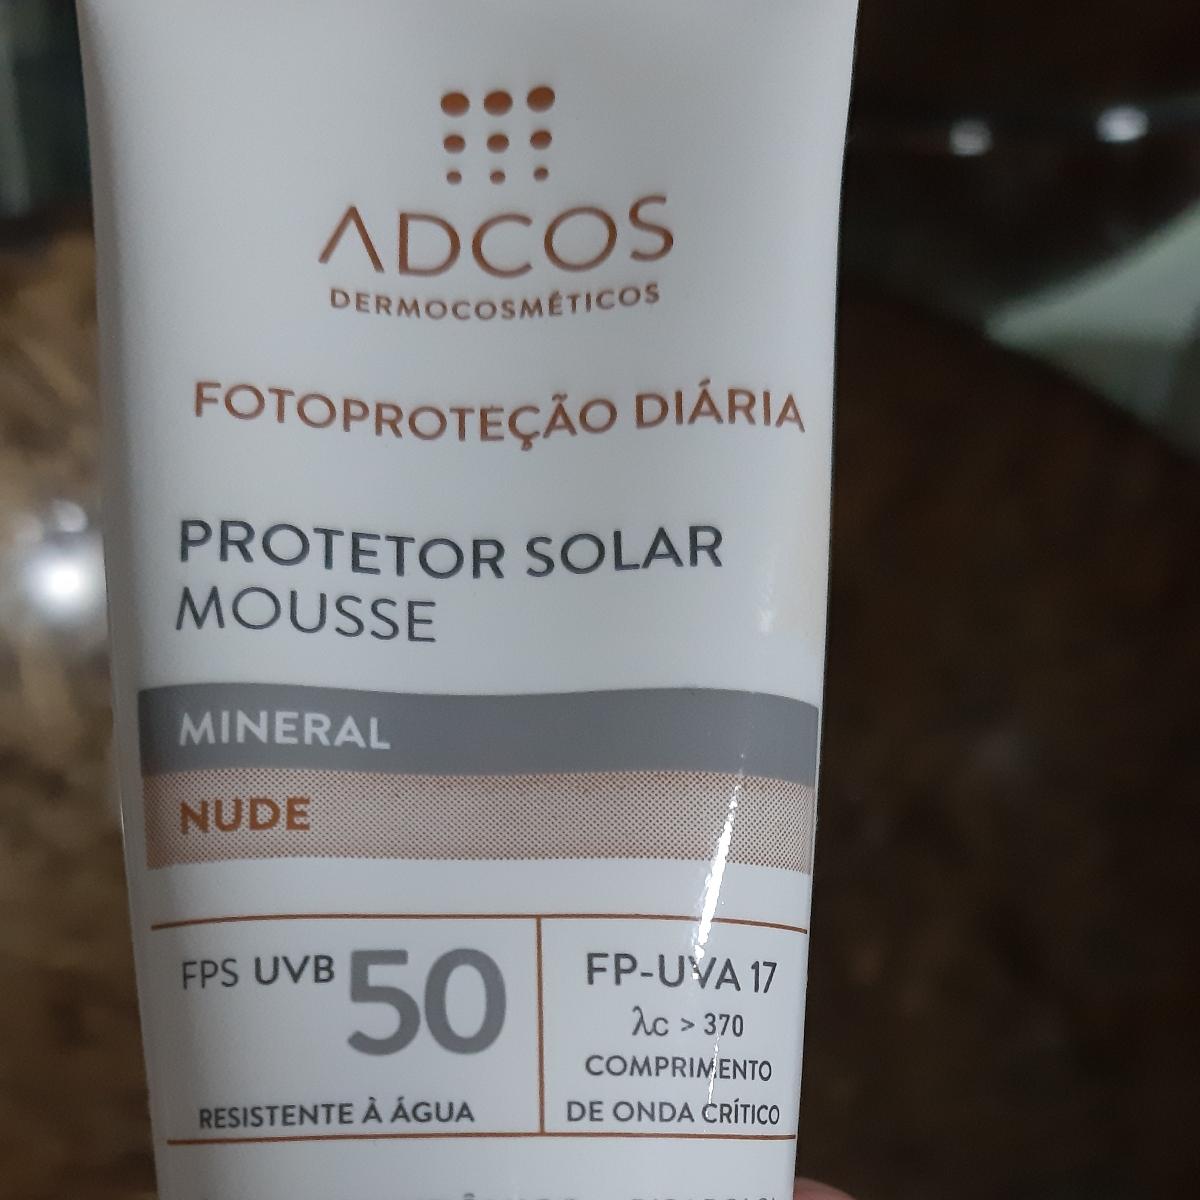 ADCOS
DERMOCOSMÉTICOS
FOTOPROTEÇÃO DIÁRIA
PROTETOR SOLAR
MOUSSE
MINERAL
NUDE
FPS UVB 50
RESISTENTE À ÁGUA
FP-UVA 17
λc > 370
COMPRIMENTO
DE ONDA CRÍTICO